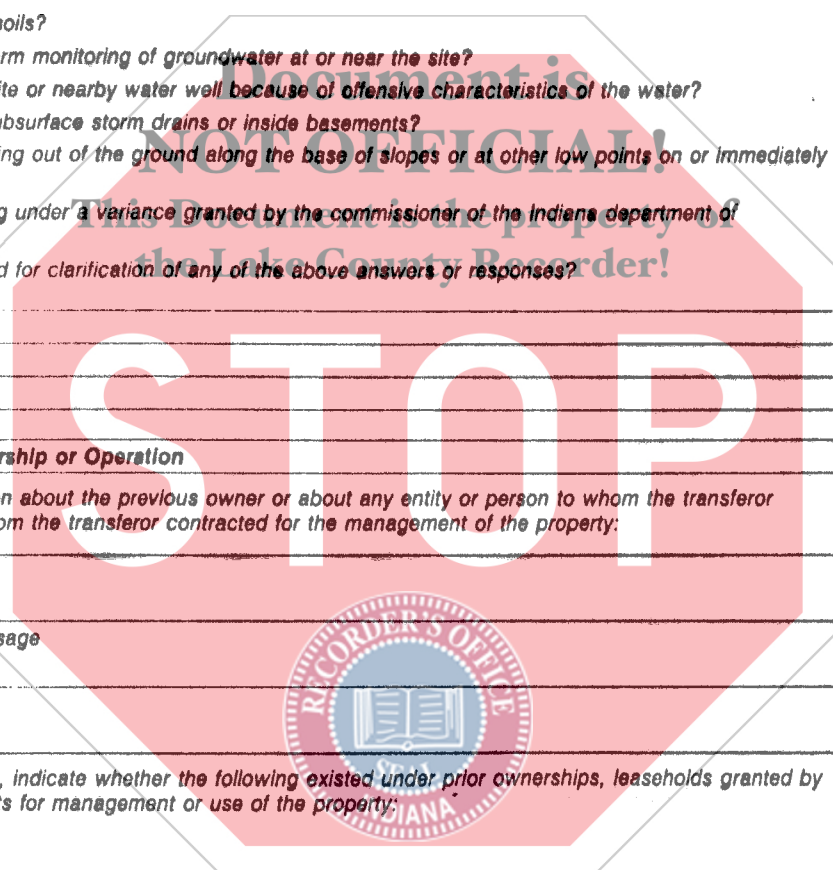 soils?
rm monitoring of groundwater at or near the site?
ite or nearby water well because of offensive characteristics of the water?
ubsurface storm drains or inside basements?
ing out of the ground along the base of slopes or at other low points on or immediately
g under a variance granted by the commissioner of the Indiana department of
d for clarification of any of the above answers or responses?
Document is
NOT OFFICIAL!
This Document is the property of
the Lake County Recorder!
STOP
rship or Operation
n about the previous owner or about any entity or person to whom the transferor
om the transferor contracted for the management of the property:
sage
RECORDER'S OFFICE
SEAL
INDIANA
, indicate whether the following existed under prior ownerships, leaseholds granted by
ts for management or use of the property: